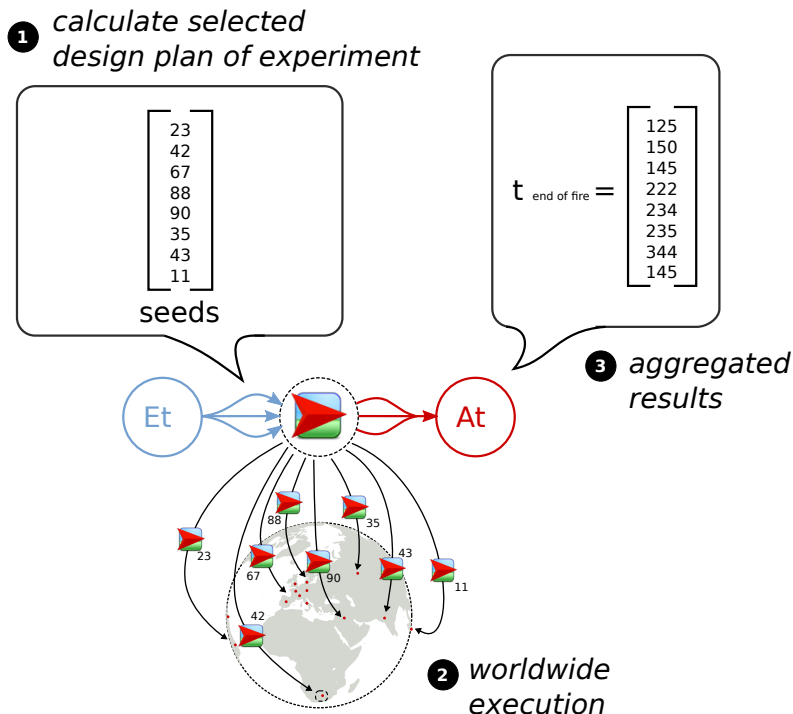 1 calculate selected
design plan of experiment
23
42
67
88
90
35
43
11
seeds
t end of fire =
125
150
145
222
234
235
344
145
3 aggregated
results
Et
At
88
35
23
67
90
43
11
42
2 worldwide
execution